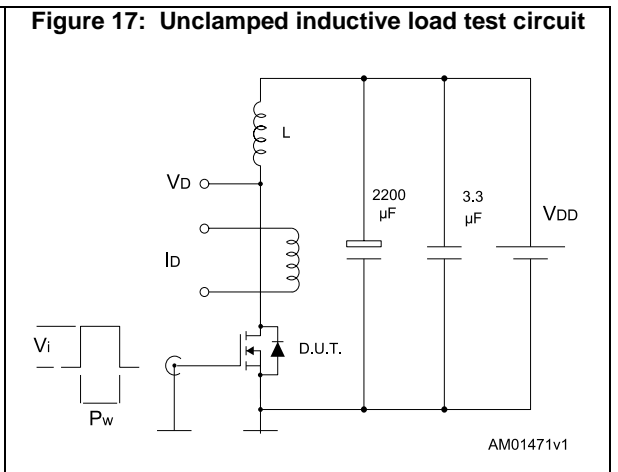 Figure 17: Unclamped inductive load test circuit
L
VD
2200
µF
3.3
µF
VDD
ID
Vi
D.U.T.
Pw
AM01471v1